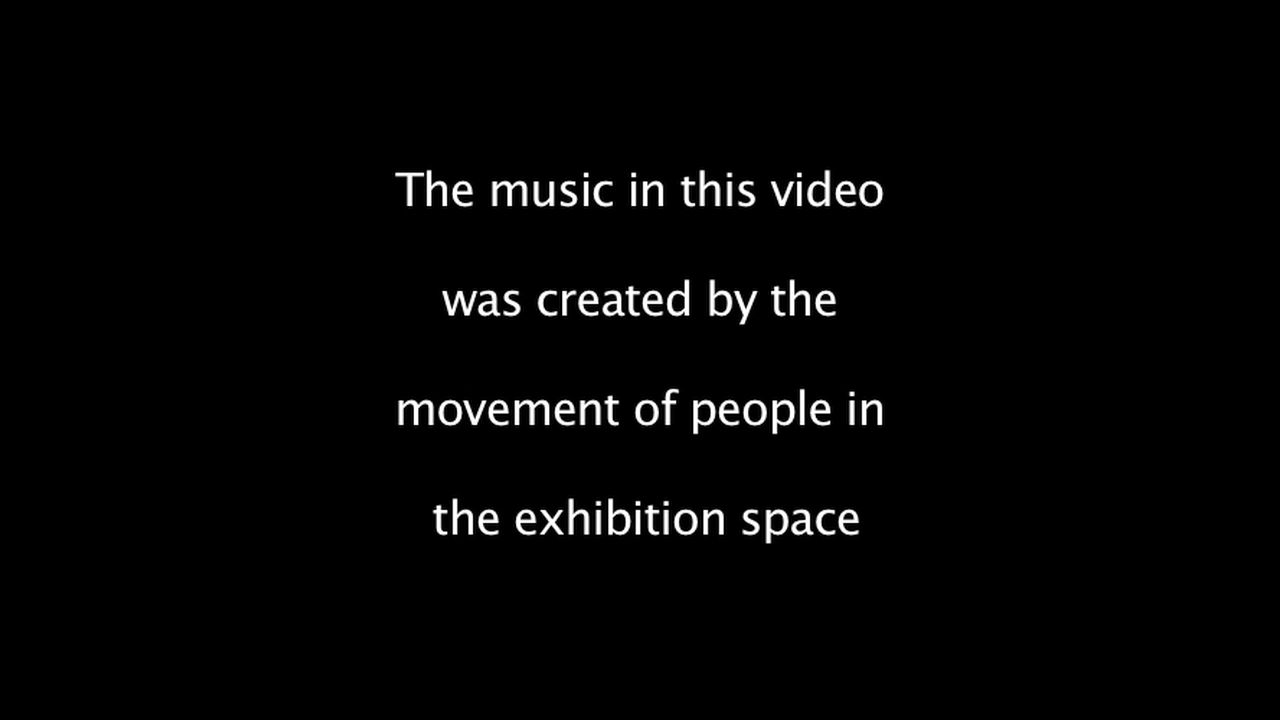 The music in this video
was created by the
movement of people in
the exhibition space